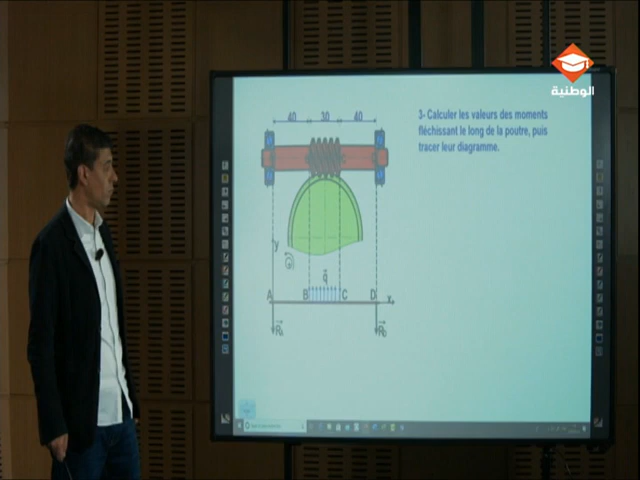 الوطنية
40 30 40
3- Calculer les valeurs des moments
fléchissant le long de la poutre, puis
tracer leur diagramme.
y
q
A B C D x